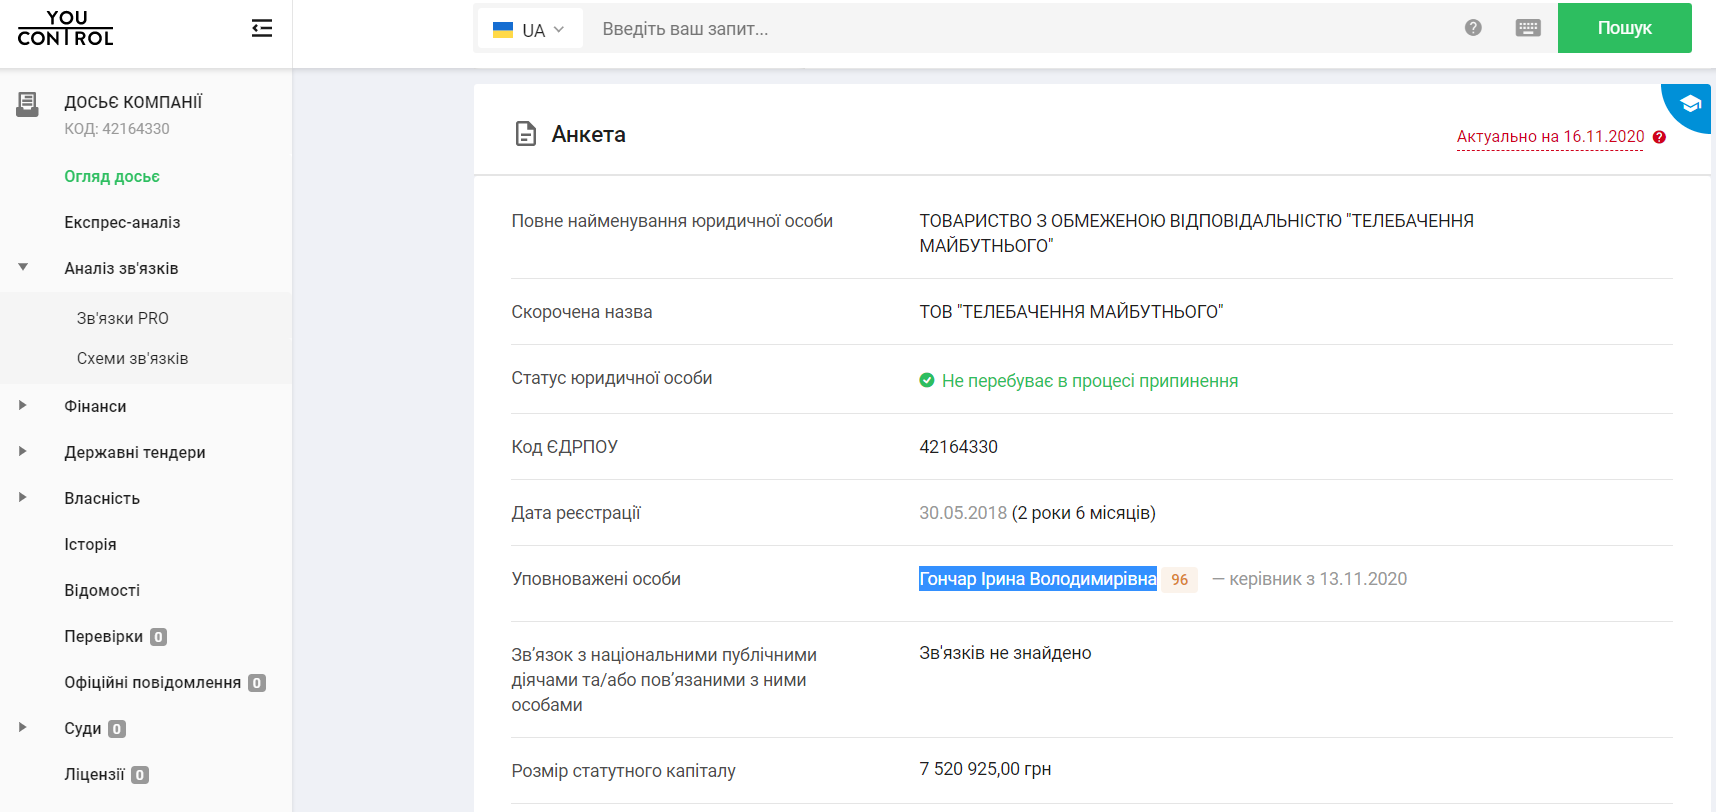 YOU
CONTROL
UA
Введіть ваш запит...
Пошук
ДОСЬЄ КОМПАНІЇ
КОД: 42164330
Огляд досьє
Експрес-аналіз
Аналіз зв'язків
Зв'язки PRO
Схеми зв'язків
Фінанси
Державні тендери
Власність
Історія
Відомості
Перевірки 0
Офіційні повідомлення 0
Суди 0
Ліцензії 0
Анкета
Актуально на 16.11.2020
Повне найменування юридичної особи
ТОВАРИСТВО З ОБМЕЖЕНОЮ ВІДПОВІДАЛЬНІСТЮ "ТЕЛЕБАЧЕННЯ
МАЙБУТНЬОГО"
Скорочена назва
ТОВ "ТЕЛЕБАЧЕННЯ МАЙБУТНЬОГО"
Статус юридичної особи
Не перебуває в процесі припинення
Код ЄДРПОУ
42164330
Дата реєстрації
30.05.2018 (2 роки 6 місяців)
Уповноважені особи
Гончар Ірина Володимирівна 96 — керівник з 13.11.2020
Зв’язок з національними публічними
діячами та/або пов’язаними з ними
особами
Зв'язків не знайдено
Розмір статутного капіталу
7 520 925,00 грн